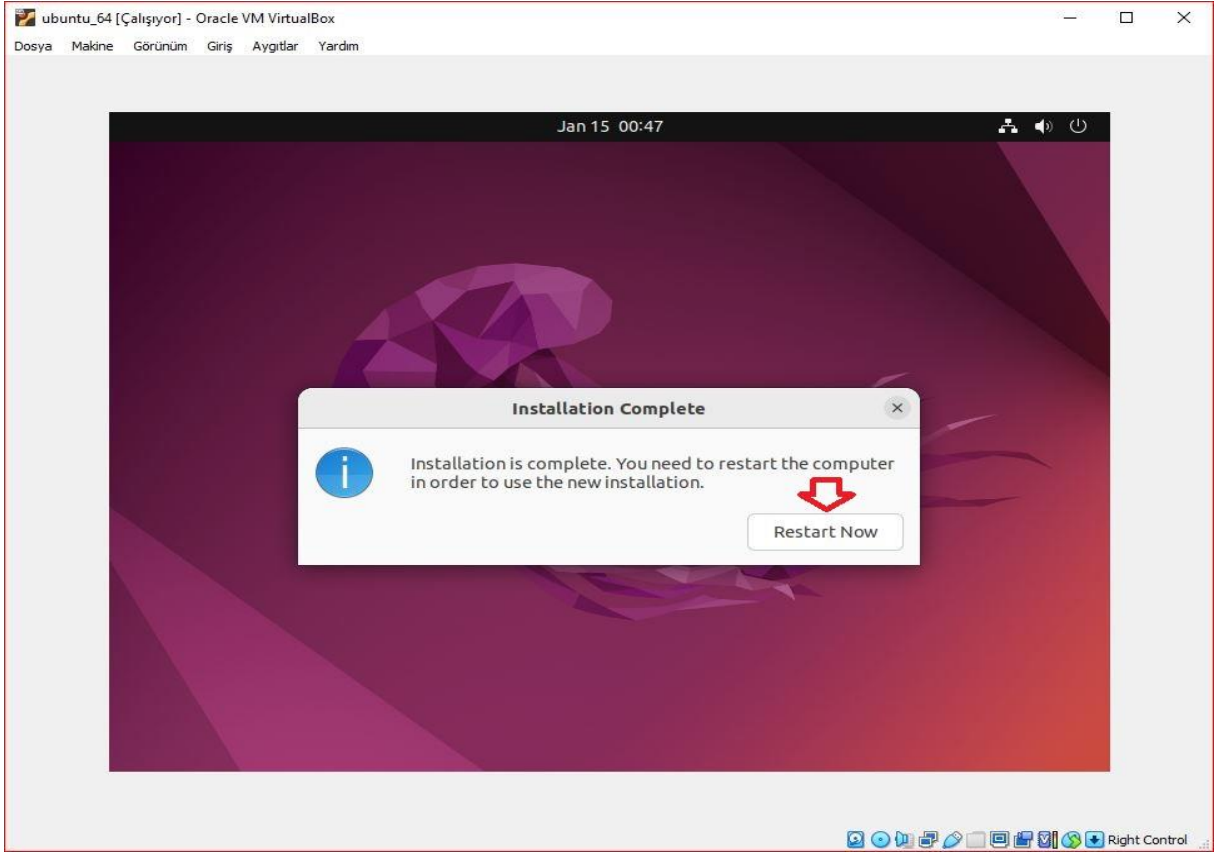 ubuntu_64 [Çalışıyor] - Oracle VM VirtualBox
Dosya Makine Görünüm Giriş Aygıtlar Yardım
Jan 15 00:47
Installation Complete
Installation is complete. You need to restart the computer
in order to use the new installation.
Restart Now
Right Control